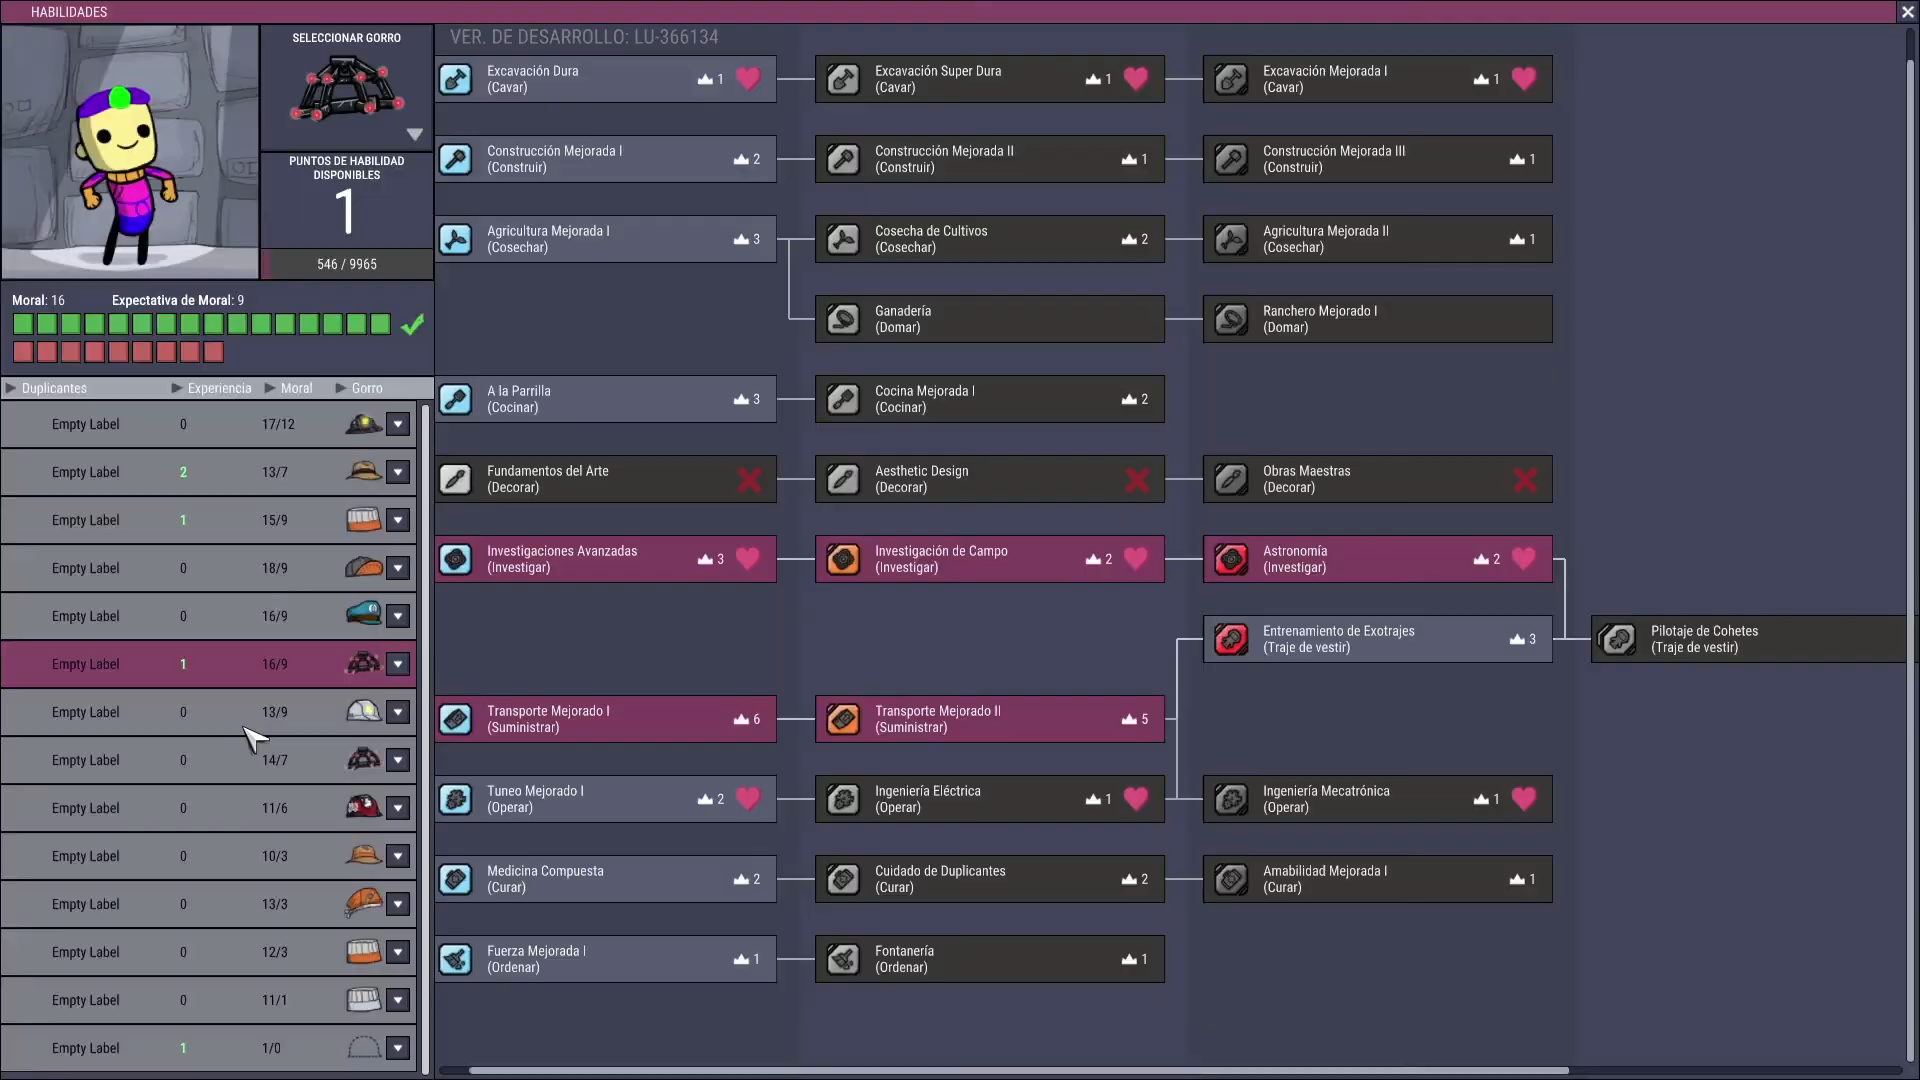 HABILIDADES
SELECCIONAR GORRO
PUNTOS DE HABILIDAD
DISPONIBLES
1
546 / 9965
Moral: 16 Expectativa de Moral: 9
Duplicantes Experiencia Moral Gorro
Empty Label 0 17/12
Empty Label 2 13/7
Empty Label 1 15/9
Empty Label 0 18/9
Empty Label 0 16/9
Empty Label 1 16/9
Empty Label 0 13/9
Empty Label 0 14/7
Empty Label 0 11/6
Empty Label 0 10/3
Empty Label 0 13/3
Empty Label 0 12/3
Empty Label 0 11/1
Empty Label 1 1/0
VER. DE DESARROLLO: LU-366134
Excavación Dura
(Cavar)
1
Excavación Super Dura
(Cavar)
1
Excavación Mejorada I
(Cavar)
1
Construcción Mejorada I
(Construir)
2
Construcción Mejorada II
(Construir)
1
Construcción Mejorada III
(Construir)
1
Agricultura Mejorada I
(Cosechar)
3
Cosecha de Cultivos
(Cosechar)
2
Agricultura Mejorada II
(Cosechar)
1
Ganadería
(Domar)
Ranchero Mejorado I
(Domar)
A la Parrilla
(Cocinar)
3
Cocina Mejorada I
(Cocinar)
2
Fundamentos del Arte
(Decorar)
Aesthetic Design
(Decorar)
Obras Maestras
(Decorar)
Investigaciones Avanzadas
(Investigar)
3
Investigación de Campo
(Investigar)
2
Astronomía
(Investigar)
2
Entrenamiento de Exotrajes
(Traje de vestir)
3
Pilotaje de Cohetes
(Traje de vestir)
Transporte Mejorado I
(Suministrar)
6
Transporte Mejorado II
(Suministrar)
5
Tuneo Mejorado I
(Operar)
2
Ingeniería Eléctrica
(Operar)
1
Ingeniería Mecatrónica
(Operar)
1
Medicina Compuesta
(Curar)
2
Cuidado de Duplicantes
(Curar)
2
Amabilidad Mejorada I
(Curar)
1
Fuerza Mejorada I
(Ordenar)
1
Fontanería
(Ordenar)
1